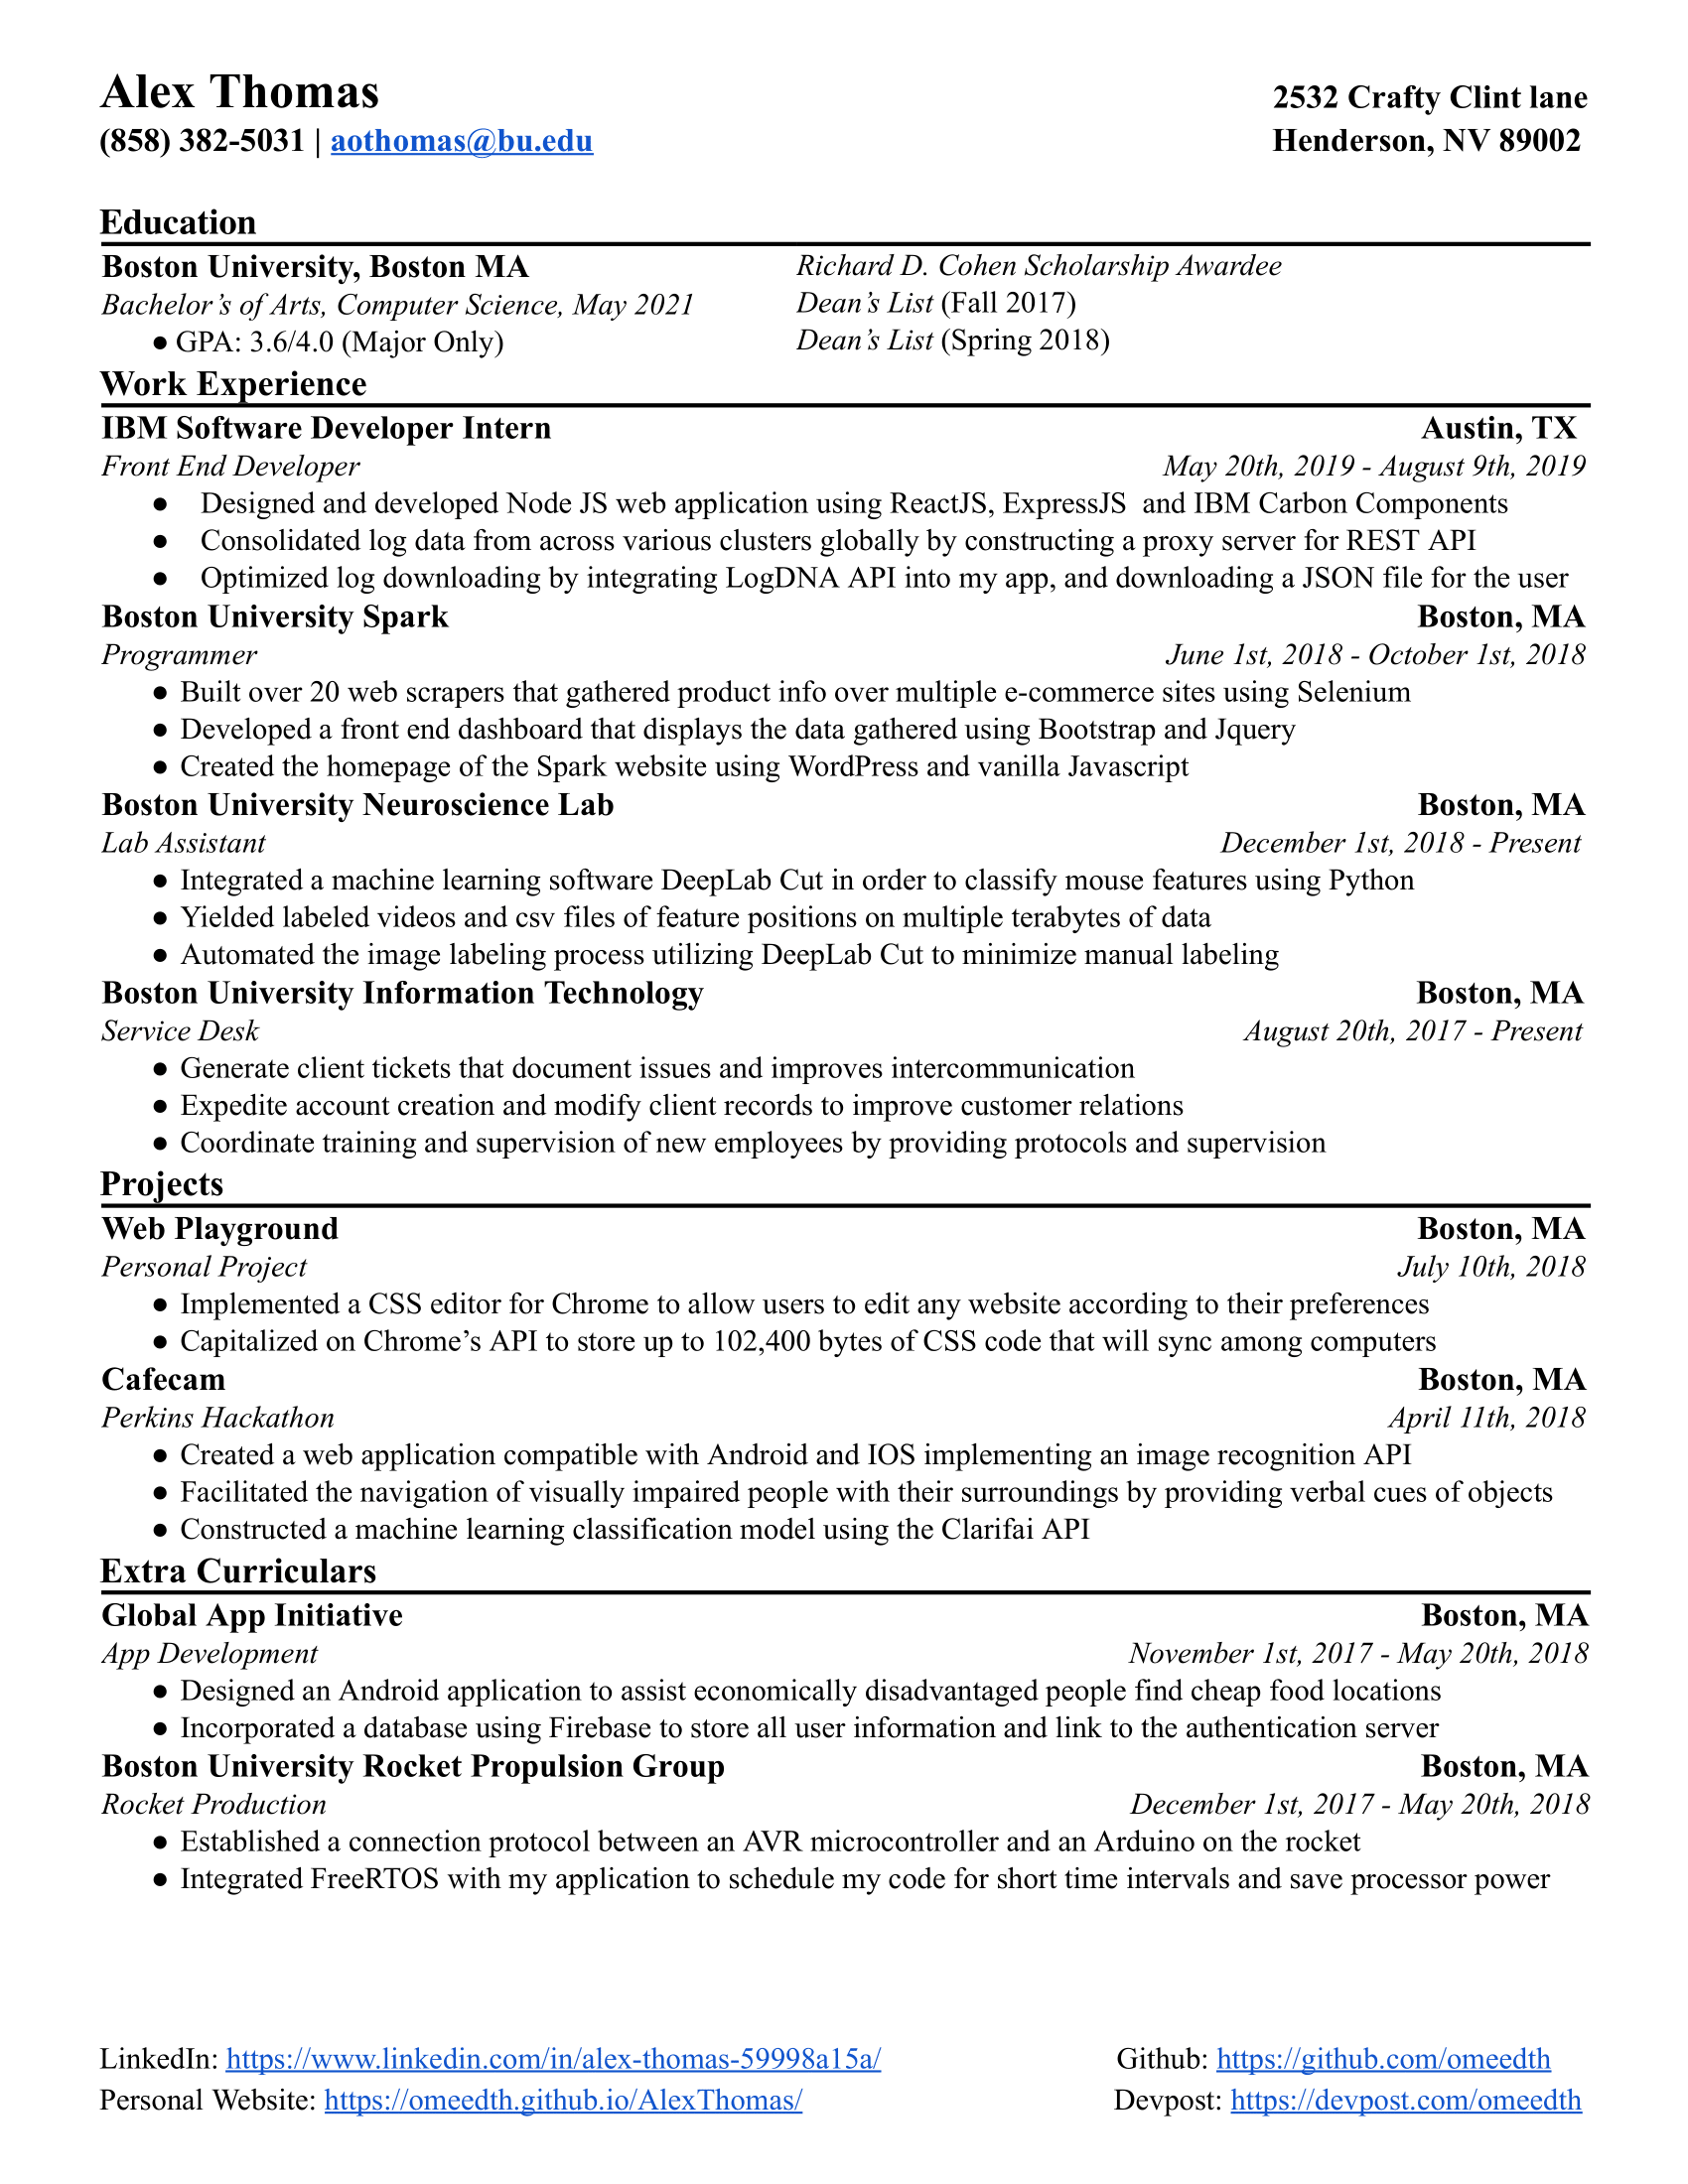 Alex Thomas 2532 Crafty Clint lane
(858) 382-5031 | aothomas@bu.edu Henderson, NV 89002
Education
Boston University, Boston MA Richard D. Cohen Scholarship Awardee
Bachelor’s of Arts, Computer Science, May 2021 Dean’s List (Fall 2017)
● GPA: 3.6/4.0 (Major Only) Dean’s List (Spring 2018)
Work Experience
IBM Software Developer Intern Austin, TX
Front End Developer May 20th, 2019 - August 9th, 2019
● Designed and developed Node JS web application using ReactJS, ExpressJS and IBM Carbon Components
● Consolidated log data from across various clusters globally by constructing a proxy server for REST API
● Optimized log downloading by integrating LogDNA API into my app, and downloading a JSON file for the user
Boston University Spark Boston, MA
Programmer June 1st, 2018 - October 1st, 2018
● Built over 20 web scrapers that gathered product info over multiple e-commerce sites using Selenium
● Developed a front end dashboard that displays the data gathered using Bootstrap and Jquery
● Created the homepage of the Spark website using WordPress and vanilla Javascript
Boston University Neuroscience Lab Boston, MA
Lab Assistant December 1st, 2018 - Present
● Integrated a machine learning software DeepLab Cut in order to classify mouse features using Python
● Yielded labeled videos and csv files of feature positions on multiple terabytes of data
● Automated the image labeling process utilizing DeepLab Cut to minimize manual labeling
Boston University Information Technology Boston, MA
Service Desk August 20th, 2017 - Present
● Generate client tickets that document issues and improves intercommunication
● Expedite account creation and modify client records to improve customer relations
● Coordinate training and supervision of new employees by providing protocols and supervision
Projects
Web Playground Boston, MA
Personal Project July 10th, 2018
● Implemented a CSS editor for Chrome to allow users to edit any website according to their preferences
● Capitalized on Chrome’s API to store up to 102,400 bytes of CSS code that will sync among computers
Cafecam Boston, MA
Perkins Hackathon April 11th, 2018
● Created a web application compatible with Android and IOS implementing an image recognition API
● Facilitated the navigation of visually impaired people with their surroundings by providing verbal cues of objects
● Constructed a machine learning classification model using the Clarifai API
Extra Curriculars
Global App Initiative Boston, MA
App Development November 1st, 2017 - May 20th, 2018
● Designed an Android application to assist economically disadvantaged people find cheap food locations
● Incorporated a database using Firebase to store all user information and link to the authentication server
Boston University Rocket Propulsion Group Boston, MA
Rocket Production December 1st, 2017 - May 20th, 2018
● Established a connection protocol between an AVR microcontroller and an Arduino on the rocket
● Integrated FreeRTOS with my application to schedule my code for short time intervals and save processor power
LinkedIn: https://www.linkedin.com/in/alex-thomas-59998a15a/ Github: https://github.com/omeedth
Personal Website: https://omeedth.github.io/AlexThomas/ Devpost: https://devpost.com/omeedth